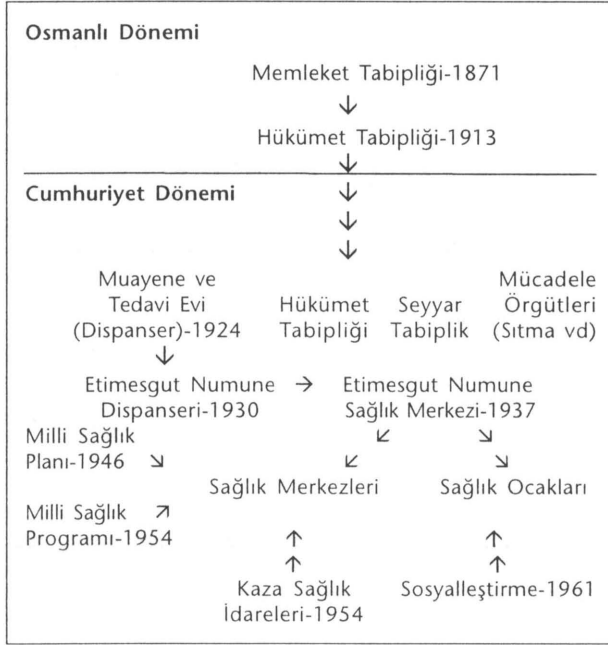 Osmanlı Dönemi
Memleket Tabipliği-1871
↓
Hükümet Tabipliği-1913
↓
Cumhuriyet Dönemi ↓
↓
↓
Muayene ve Mücadele
Tedavi Evi Hükümet Seyyar Örgütleri
(Dispanser)-1924 Tabipliği Tabiplik (Sıtma vd)
↓
Etimesgut Numune → Etimesgut Numune
Dispanseri-1930 Sağlık Merkezi-1937
Milli Sağlık ↙ ↘
Planı-1946 ↘ ↙ ↘
Sağlık Merkezleri Sağlık Ocakları
Milli Sağlık ↗
Programı-1954 ↑ ↑
↑ ↑
Kaza Sağlık Sosyalleştirme-1961
İdareleri-1954